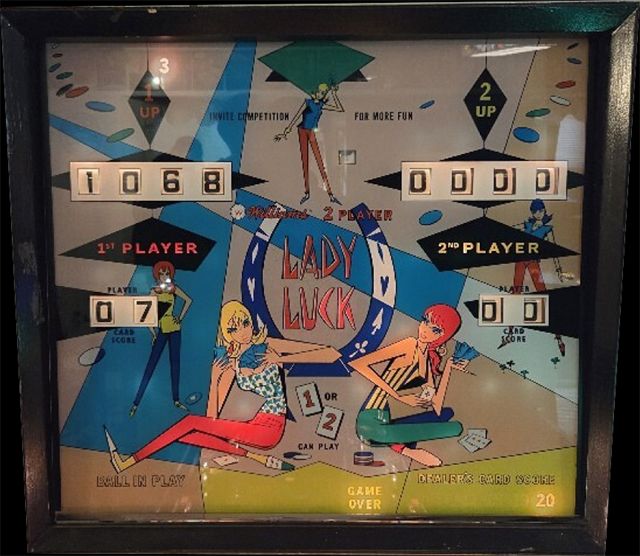 3
1 UP
2 UP
INVITE COMPETITION FOR MORE FUN
1068
0000
Williams 2 PLAYER
1ST PLAYER
2ND PLAYER
LADY
LUCK
PLAYER
07
CARD
SCORE
PLAYER
00
CARD
SCORE
1 OR
2
CAN PLAY
BALL IN PLAY
DEALER'S CARD SCORE
GAME
OVER
20